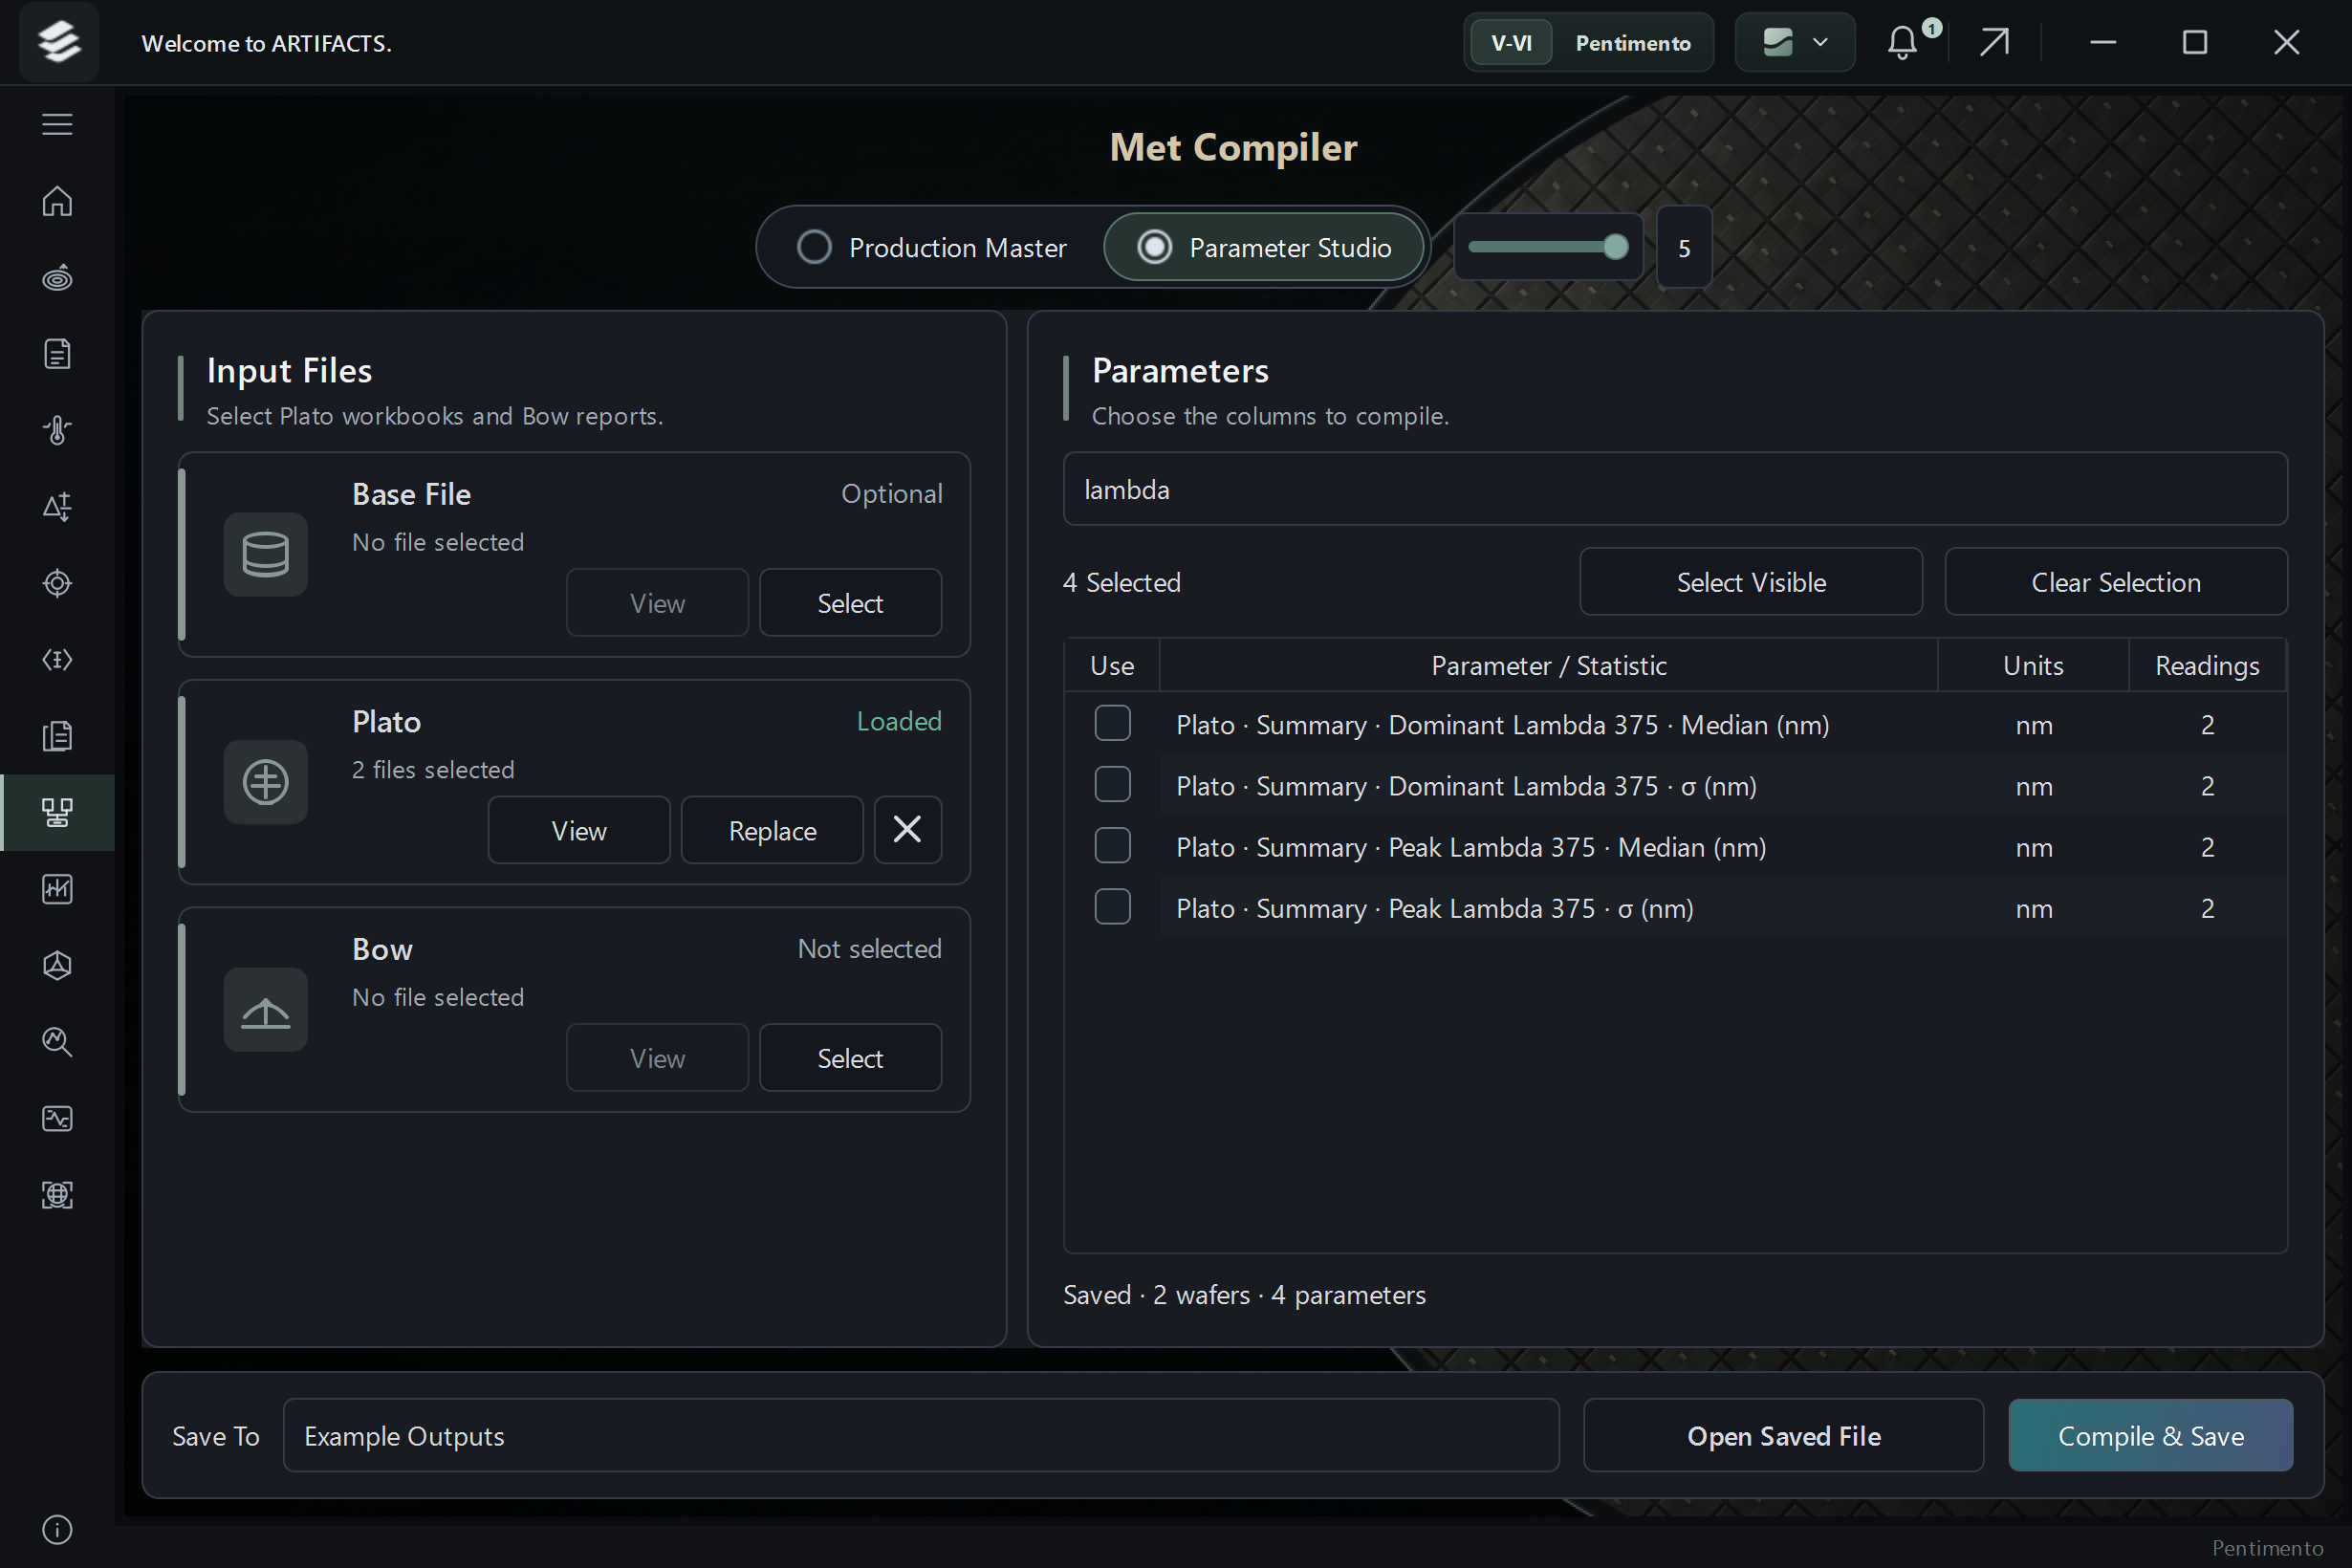 Welcome to ARTIFACTS.
V-VI Pentimento
1
Met Compiler
Production Master
Parameter Studio
5
Input Files
Select Plato workbooks and Bow reports.
Base File
Optional
No file selected
View
Select
Plato
Loaded
2 files selected
View
Replace
Bow
Not selected
No file selected
View
Select
Parameters
Choose the columns to compile.
lambda
4 Selected
Select Visible
Clear Selection
Use Parameter / Statistic Units Readings
Plato · Summary · Dominant Lambda 375 · Median (nm) nm 2
Plato · Summary · Dominant Lambda 375 · σ (nm) nm 2
Plato · Summary · Peak Lambda 375 · Median (nm) nm 2
Plato · Summary · Peak Lambda 375 · σ (nm) nm 2
Saved · 2 wafers · 4 parameters
Save To
Example Outputs
Open Saved File
Compile & Save
Pentimento